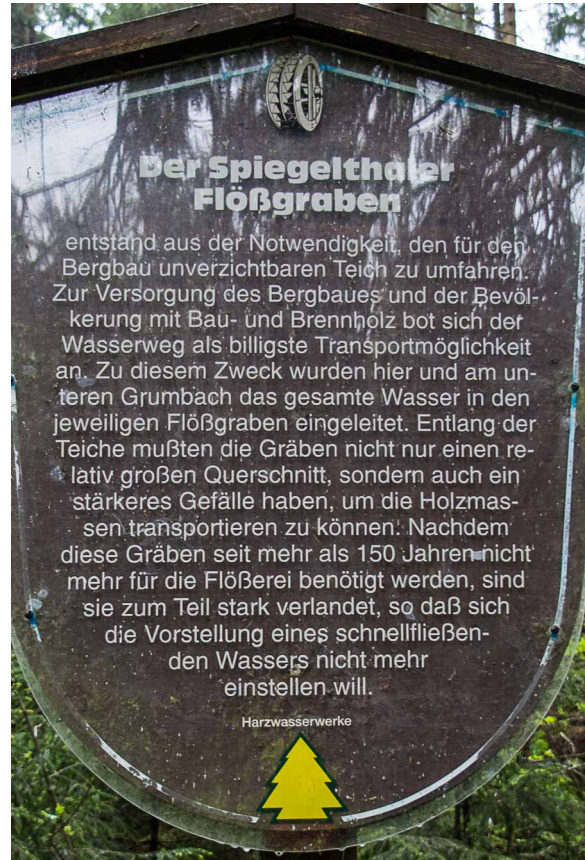 Der Spiegelthaler
Flößgraben
entstand aus der Notwendigkeit, den für den
Bergbau unverzichtbaren Teich zu umfahren.
Zur Versorgung des Bergbaues und der Bevöl-
kerung mit Bau- und Brennholz bot sich der
Wasserweg als billigste Transportmöglichkeit
an. Zu diesem Zweck wurden hier und am un-
teren Grumbach das gesamte Wasser in den
jeweiligen Flößgraben eingeleitet. Entlang der
Teiche mußten die Gräben nicht nur einen re-
lativ großen Querschnitt, sondern auch ein
stärkeres Gefälle haben, um die Holzmas-
sen transportieren zu können. Nachdem
diese Gräben seit mehr als 150 Jahren nicht
mehr für die Flößerei benötigt werden, sind
sie zum Teil stark verlandet, so daß sich
die Vorstellung eines schnellfließen-
den Wassers nicht mehr
einstellen will.
Harzwasserwerke